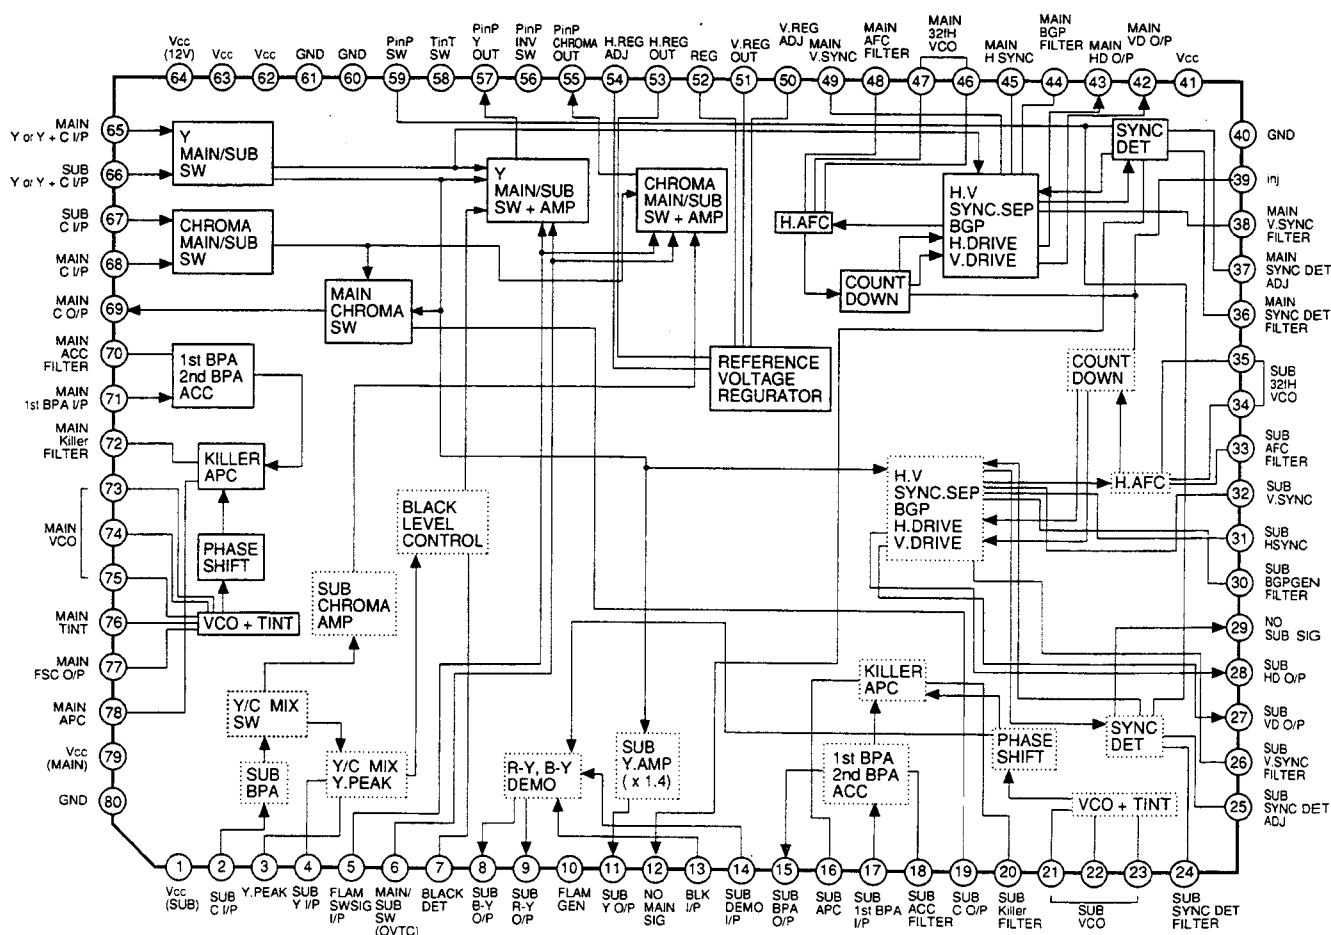 Vcc
(12V)
64
Vcc
63
Vcc
62
GND
61
GND
60
PinP
SW
59
TinT
SW
58
PinP
Y
OUT
57
PinP
INV
SW
56
PinP
CHROMA
OUT
55
H.REG
ADJ
54
H.REG
OUT
53
REG
52
V.REG
OUT
51
V.REG
ADJ
50
MAIN
V.SYNC
49
MAIN
AFC
FILTER
48
MAIN
32fH
VCO
47
46
MAIN
H SYNC
45
MAIN
BGP
FILTER
44
MAIN
HD O/P
43
MAIN
VD O/P
42
Vcc
41
MAIN
Y or Y + C I/P
65
SUB
Y or Y + C I/P
66
SUB
C I/P
67
MAIN
C I/P
68
MAIN
C O/P
69
MAIN
ACC
FILTER
70
MAIN
1st BPA I/P
71
MAIN
Killer
FILTER
72
73
MAIN
VCO
74
75
MAIN
TINT
76
MAIN
FSC O/P
77
MAIN
APC
78
Vcc
(MAIN)
79
GND
80
Y
MAIN/SUB
SW
CHROMA
MAIN/SUB
SW
MAIN
CHROMA
SW
Y
MAIN/SUB
SW + AMP
CHROMA
MAIN/SUB
SW + AMP
H.AFC
COUNT
DOWN
H.V
SYNC.SEP
BGP
H.DRIVE
V.DRIVE
SYNC
DET
1st BPA
2nd BPA
ACC
KILLER
APC
PHASE
SHIFT
VCO + TINT
REFERENCE
VOLTAGE
REGURATOR
COUNT
DOWN
H.AFC
H.V
SYNC.SEP
BGP
H.DRIVE
V.DRIVE
BLACK
LEVEL
CONTROL
SUB
CHROMA
AMP
Y/C MIX
SW
SUB
BPA
Y/C MIX
Y.PEAK
R-Y, B-Y
DEMO
SUB
Y.AMP
( x 1.4)
KILLER
APC
1st BPA
2nd BPA
ACC
PHASE
SHIFT
SYNC
DET
VCO + TINT
40
GND
39
inj
38
MAIN
V.SYNC
FILTER
37
MAIN
SYNC DET
ADJ
36
MAIN
SYNC DET
FILTER
35
SUB
32fH
VCO
34
33
SUB
AFC
FILTER
32
SUB
V.SYNC
31
SUB
HSYNC
30
SUB
BGPGEN
FILTER
29
NO
SUB SIG
28
SUB
HD O/P
27
SUB
VD O/P
26
SUB
V.SYNC
FILTER
25
SUB
SYNC DET
ADJ
1
Vcc
(SUB)
2
SUB
C I/P
3
Y.PEAK
4
SUB
Y I/P
5
FLAM
SWSIG
I/P
6
MAIN/
SUB
SW
(OVTC)
7
BLACK
DET
8
SUB
B-Y
O/P
9
SUB
R-Y
O/P
10
FLAM
GEN
11
SUB
Y O/P
12
NO
MAIN
SIG
13
BLK
I/P
14
SUB
DEMO
I/P
15
SUB
BPA
O/P
16
SUB
APC
17
SUB
1st BPA
I/P
18
SUB
ACC
FILTER
19
SUB
C O/P
20
SUB
Killer
FILTER
21
22
23
SUB
VCO
24
SUB
SYNC DET
FILTER